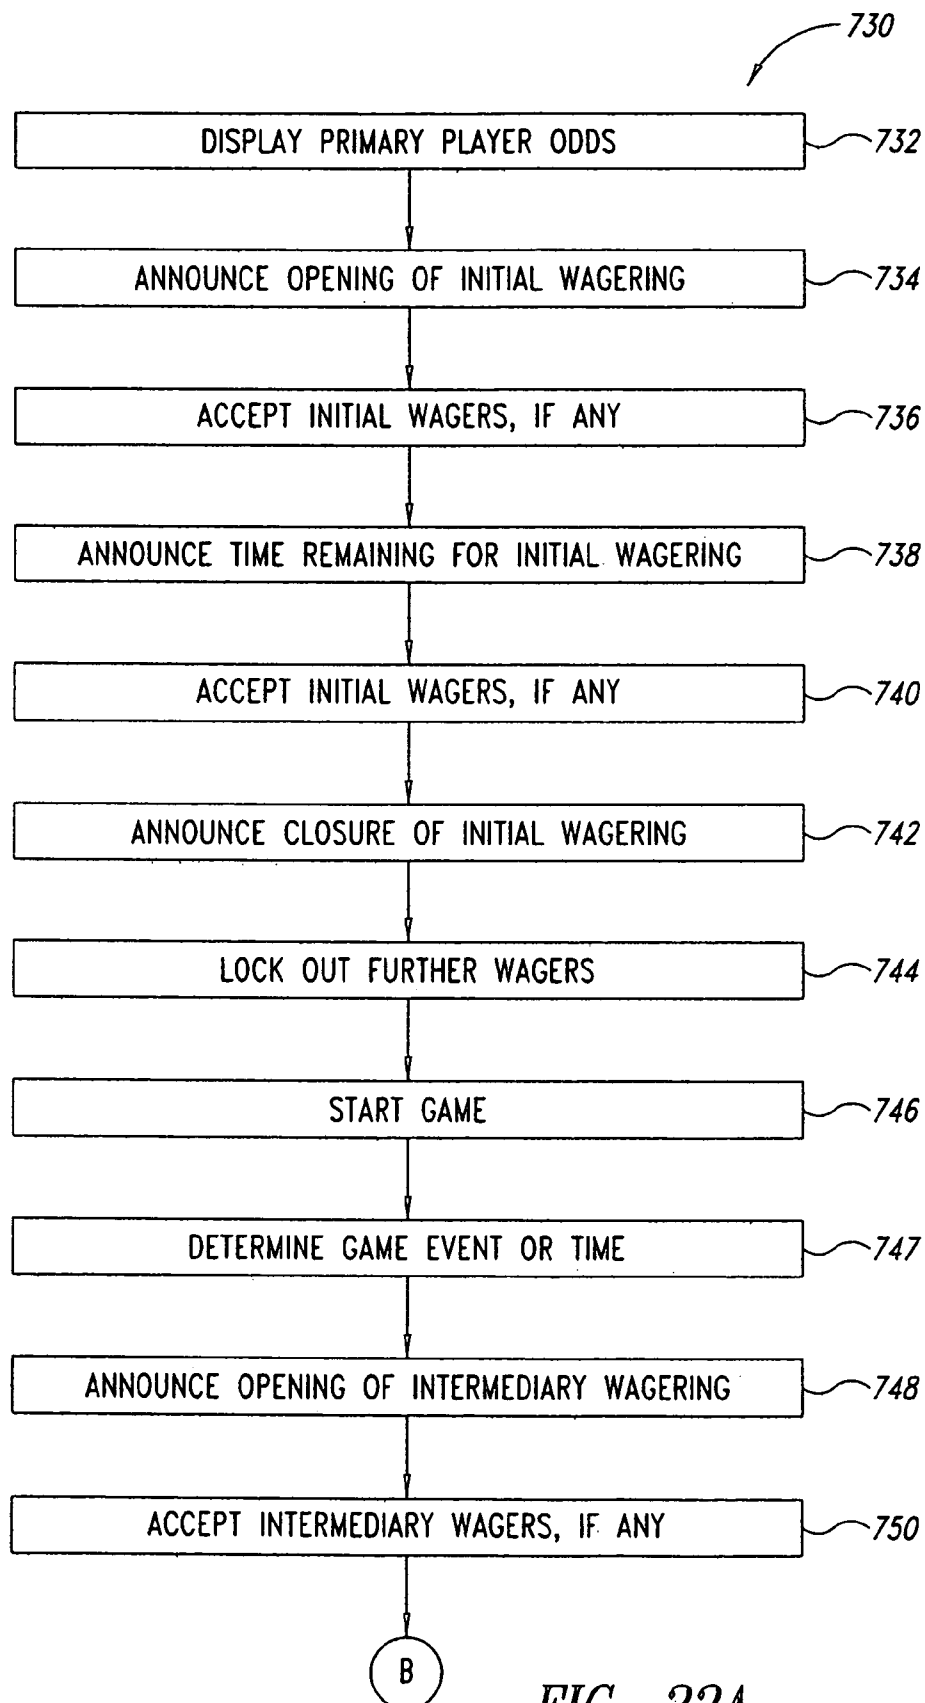 730
DISPLAY PRIMARY PLAYER ODDS 732
ANNOUNCE OPENING OF INITIAL WAGERING 734
ACCEPT INITIAL WAGERS, IF ANY 736
ANNOUNCE TIME REMAINING FOR INITIAL WAGERING 738
ACCEPT INITIAL WAGERS, IF ANY 740
ANNOUNCE CLOSURE OF INITIAL WAGERING 742
LOCK OUT FURTHER WAGERS 744
START GAME 746
DETERMINE GAME EVENT OR TIME 747
ANNOUNCE OPENING OF INTERMEDIARY WAGERING 748
ACCEPT INTERMEDIARY WAGERS, IF ANY 750
B
FIG. 22A